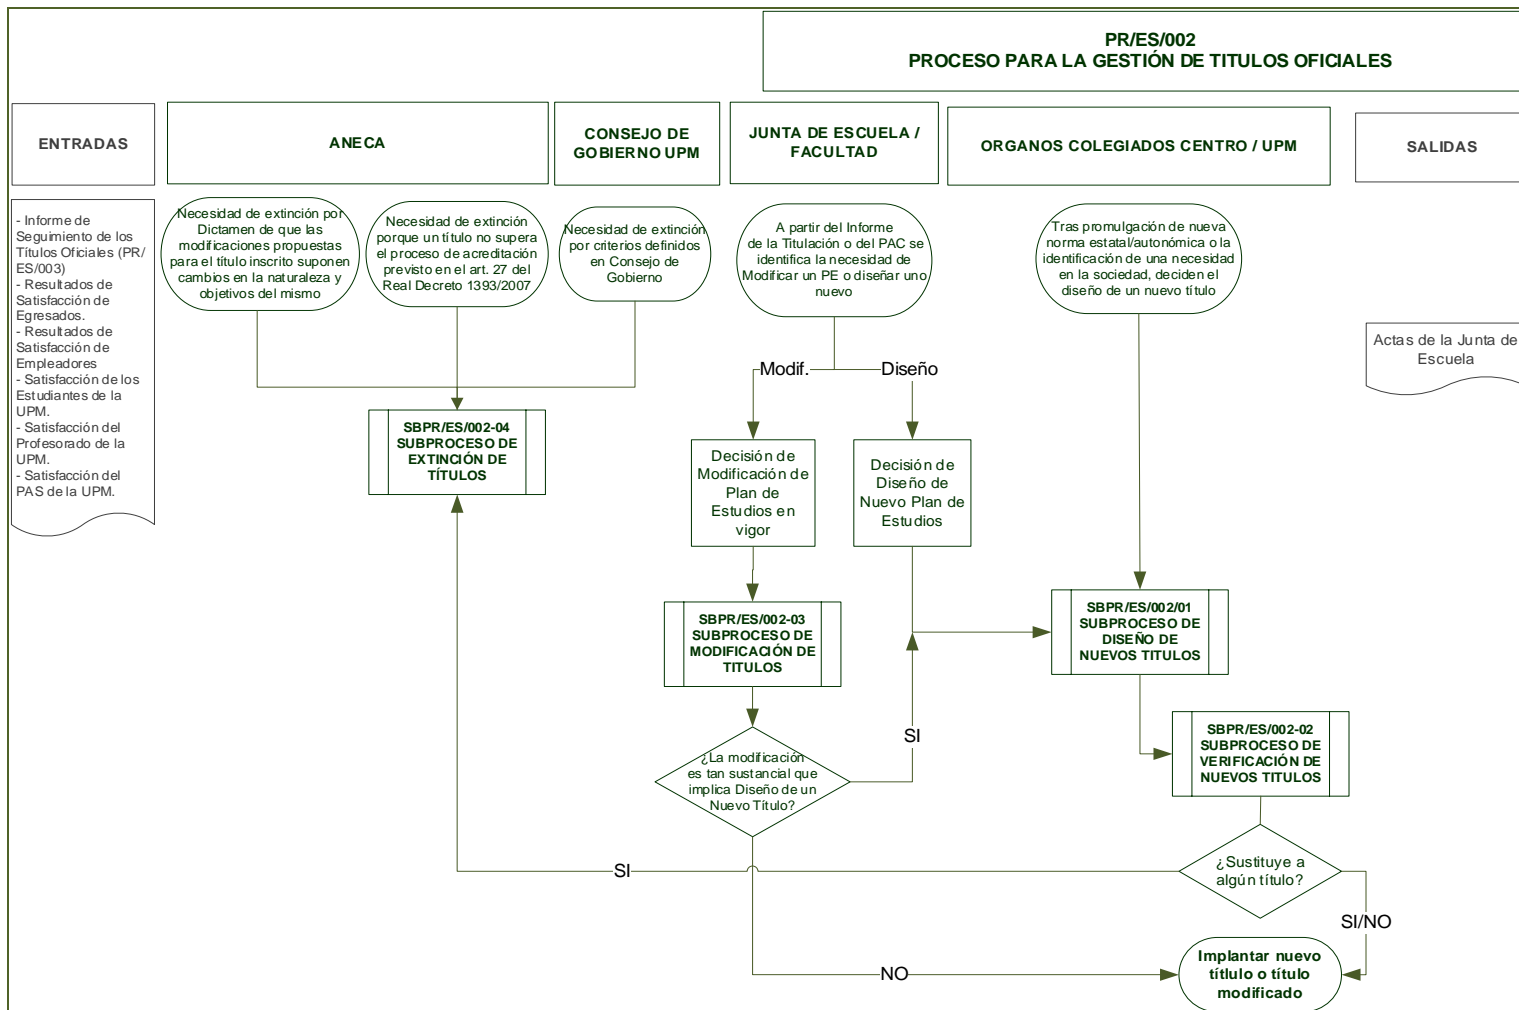 PR/ES/002
PROCESO PARA LA GESTIÓN DE TITULOS OFICIALES
ENTRADAS
ANECA
CONSEJO DE
GOBIERNO UPM
JUNTA DE ESCUELA /
FACULTAD
ORGANOS COLEGIADOS CENTRO / UPM
SALIDAS
- Informe de
Seguimiento de los
Títulos Oficiales (PR/
ES/003)
- Resultados de
Satisfacción de
Egresados.
- Resultados de
Satisfacción de
Empleadores
- Satisfacción de los
Estudiantes de la
UPM.
- Satisfacción del
Profesorado de la
UPM.
- Satisfacción del
PAS de la UPM.
Necesidad de extinción por
Dictamen de que las
modificaciones propuestas
para el título inscrito suponen
cambios en la naturaleza y
objetivos del mismo
Necesidad de extinción
porque un título no supera
el proceso de acreditación
previsto en el art. 27 del
Real Decreto 1393/2007
Necesidad de extinción
por criterios definidos
en Consejo de
Gobierno
A partir del Informe
de la Titulación o del PAC se
identifica la necesidad de
Modificar un PE o diseñar uno
nuevo
Tras promulgación de nueva
norma estatal/autonómica o la
identificación de una necesidad
en la sociedad, deciden el
diseño de un nuevo título
Actas de la Junta de
Escuela
Modif.
Diseño
SBPR/ES/002-04
SUBPROCESO DE
EXTINCIÓN DE
TÍTULOS
Decisión de
Modificación de
Plan de
Estudios en
vigor
Decisión de
Diseño de
Nuevo Plan de
Estudios
SBPR/ES/002-03
SUBPROCESO DE
MODIFICACIÓN DE
TITULOS
SBPR/ES/002/01
SUBPROCESO DE
DISEÑO DE
NUEVOS TITULOS
SBPR/ES/002-02
SUBPROCESO DE
VERIFICACIÓN DE
NUEVOS TITULOS
¿La modificación
es tan sustancial que
implica Diseño de un
Nuevo Título?
SI
¿Sustituye a
algún título?
SI
SI/NO
NO
Implantar nuevo
títlulo o título
modificado